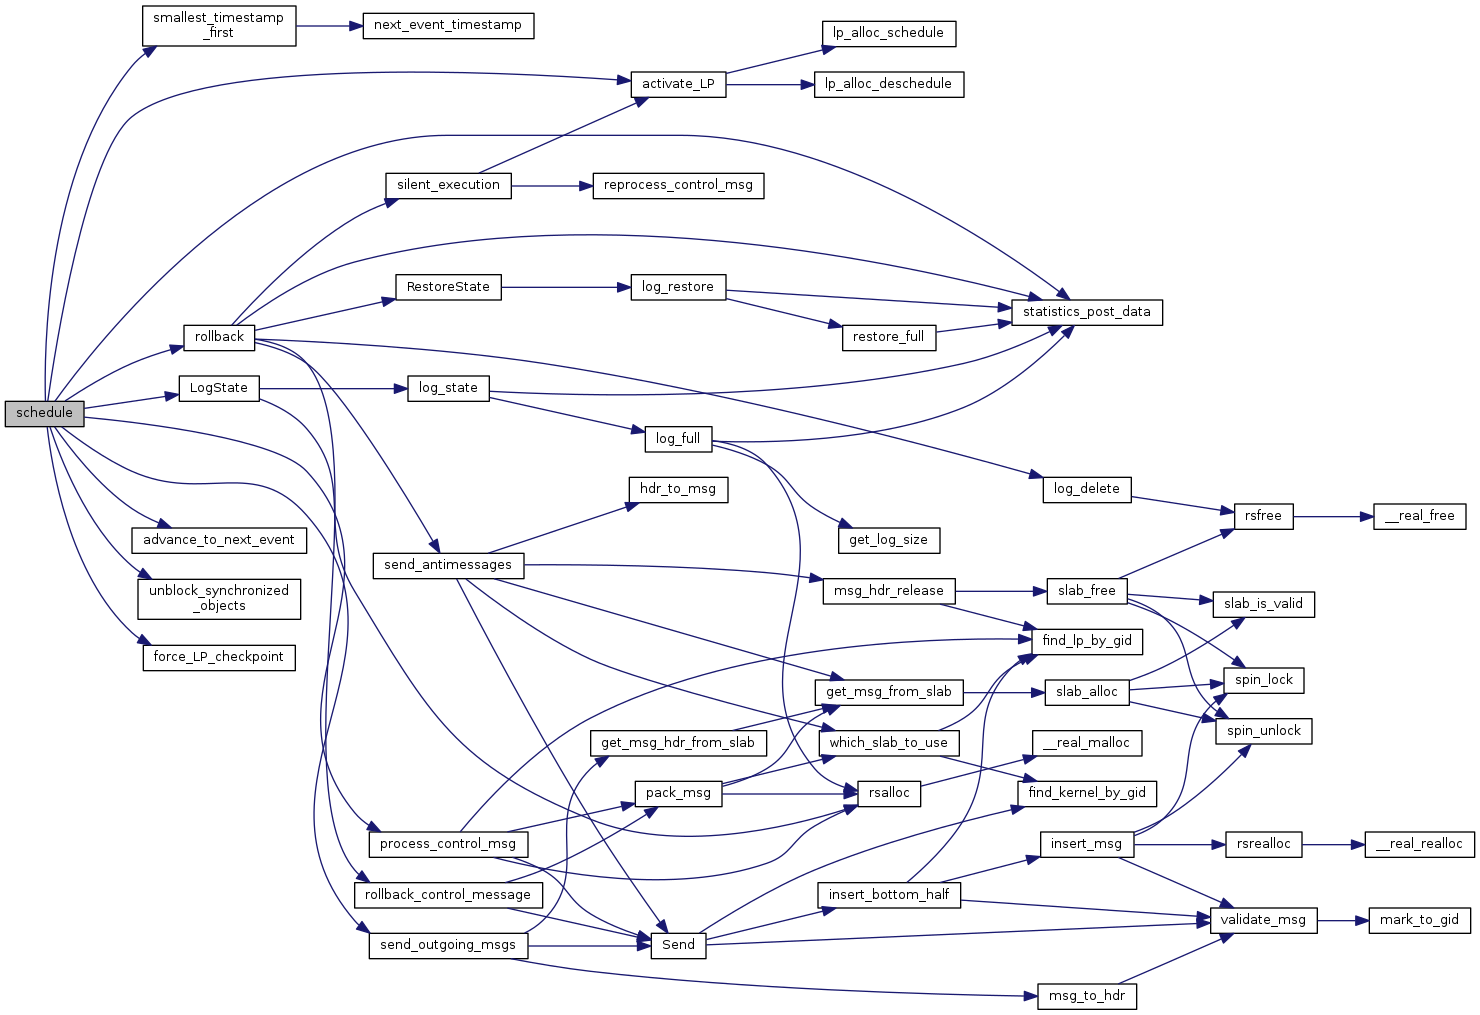 smallest_timestamp
_first
next_event_timestamp
lp_alloc_schedule
activate_LP
lp_alloc_deschedule
silent_execution
reprocess_control_msg
RestoreState
log_restore
statistics_post_data
rollback
restore_full
LogState
log_state
schedule
log_full
hdr_to_msg
log_delete
rsfree
__real_free
advance_to_next_event
get_log_size
send_antimessages
unblock_synchronized
_objects
msg_hdr_release
slab_free
slab_is_valid
find_lp_by_gid
force_LP_checkpoint
get_msg_from_slab
slab_alloc
spin_lock
spin_unlock
get_msg_hdr_from_slab
which_slab_to_use
__real_malloc
pack_msg
rsalloc
find_kernel_by_gid
process_control_msg
insert_msg
rsrealloc
__real_realloc
rollback_control_message
insert_bottom_half
validate_msg
mark_to_gid
send_outgoing_msgs
Send
msg_to_hdr